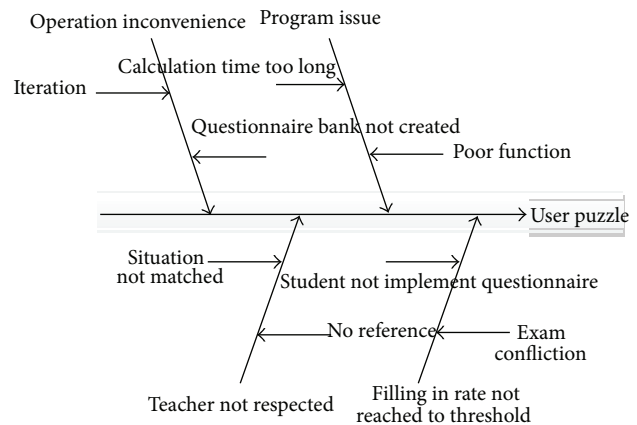 Operation inconvenience
Program issue
Calculation time too long
Iteration
Questionnaire bank not created
Poor function
User puzzle
Situation
not matched
Student not implement questionnaire
No reference
Exam
confliction
Teacher not respected
Filling in rate not
reached to threshold